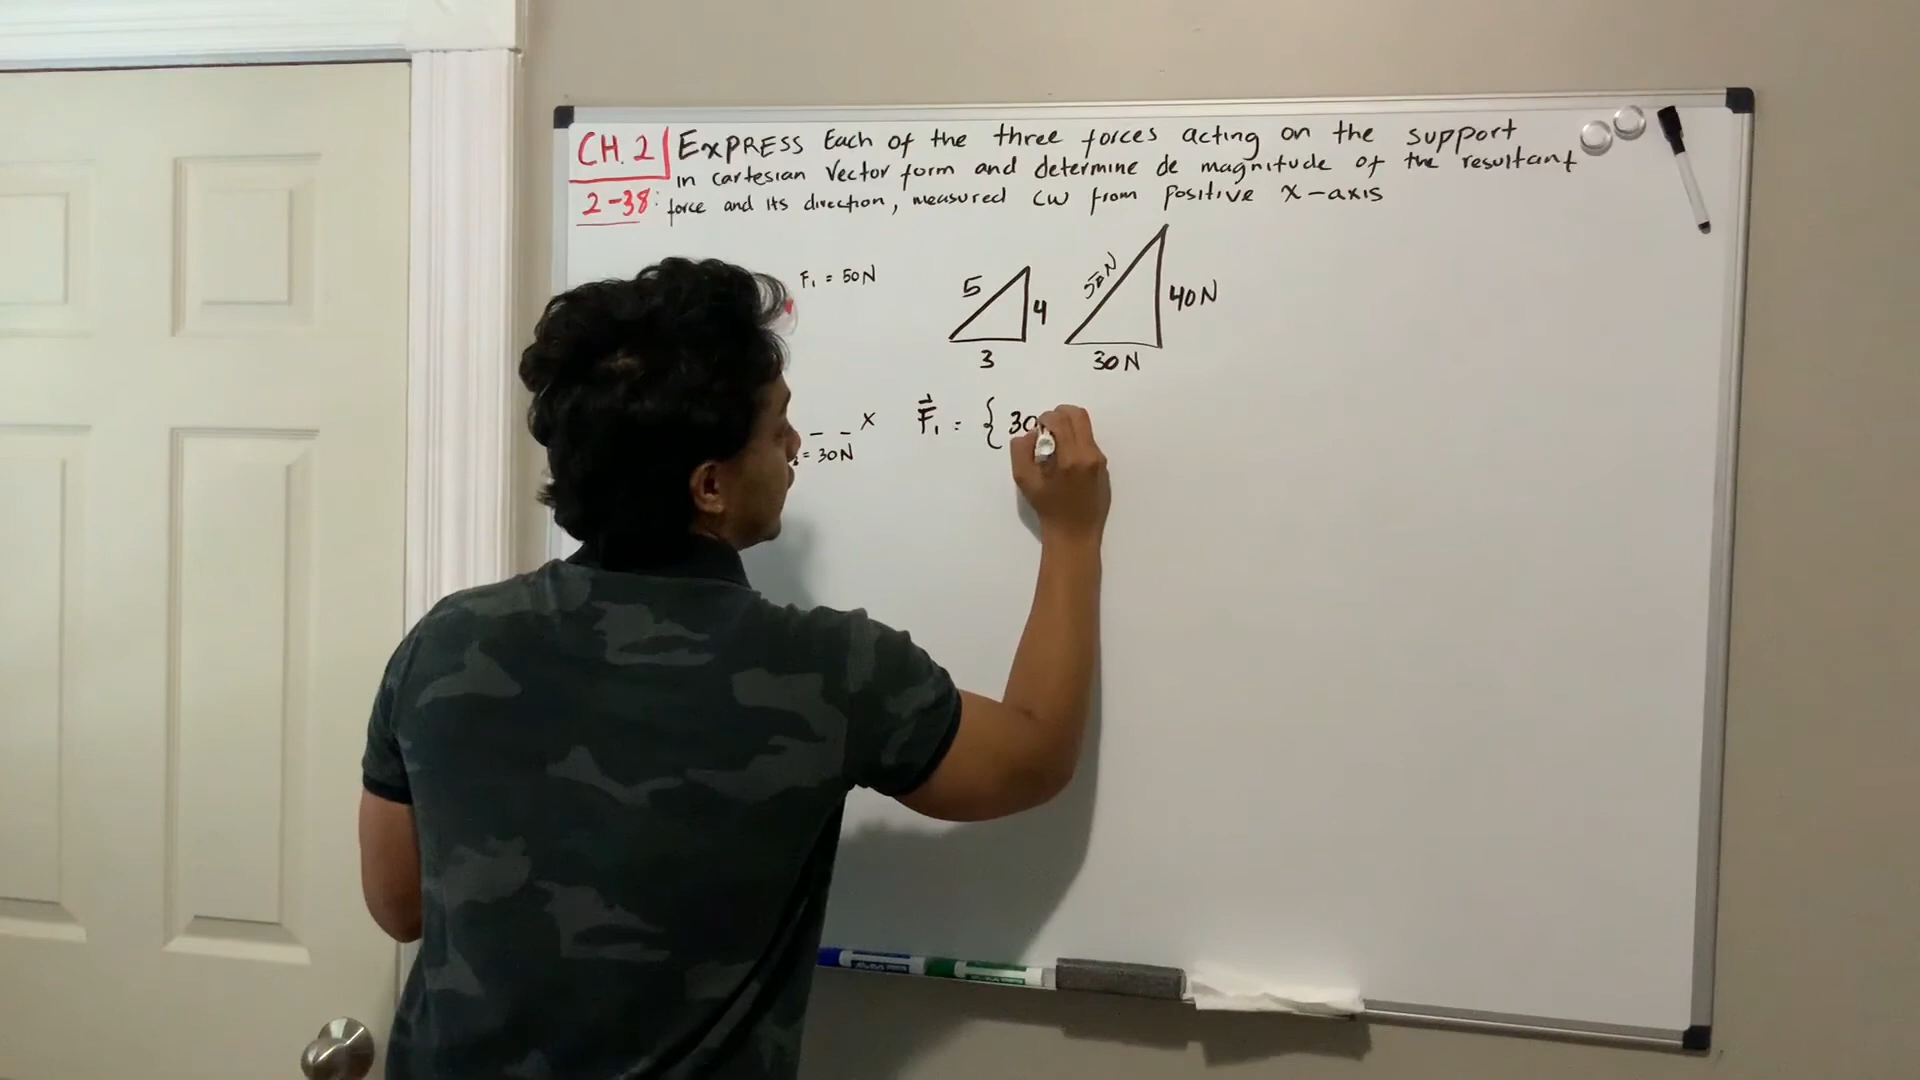 CH.2 EXPRESS Each of the three forces acting on the support
in cartesian Vector form and determine de magnitude of the resultant
2-38: force and its direction, measured CW from positive X-axis
F₁ = 50N
5
4
3
50N
40N
30N
X
= 30N
F⃗₁ = { 30